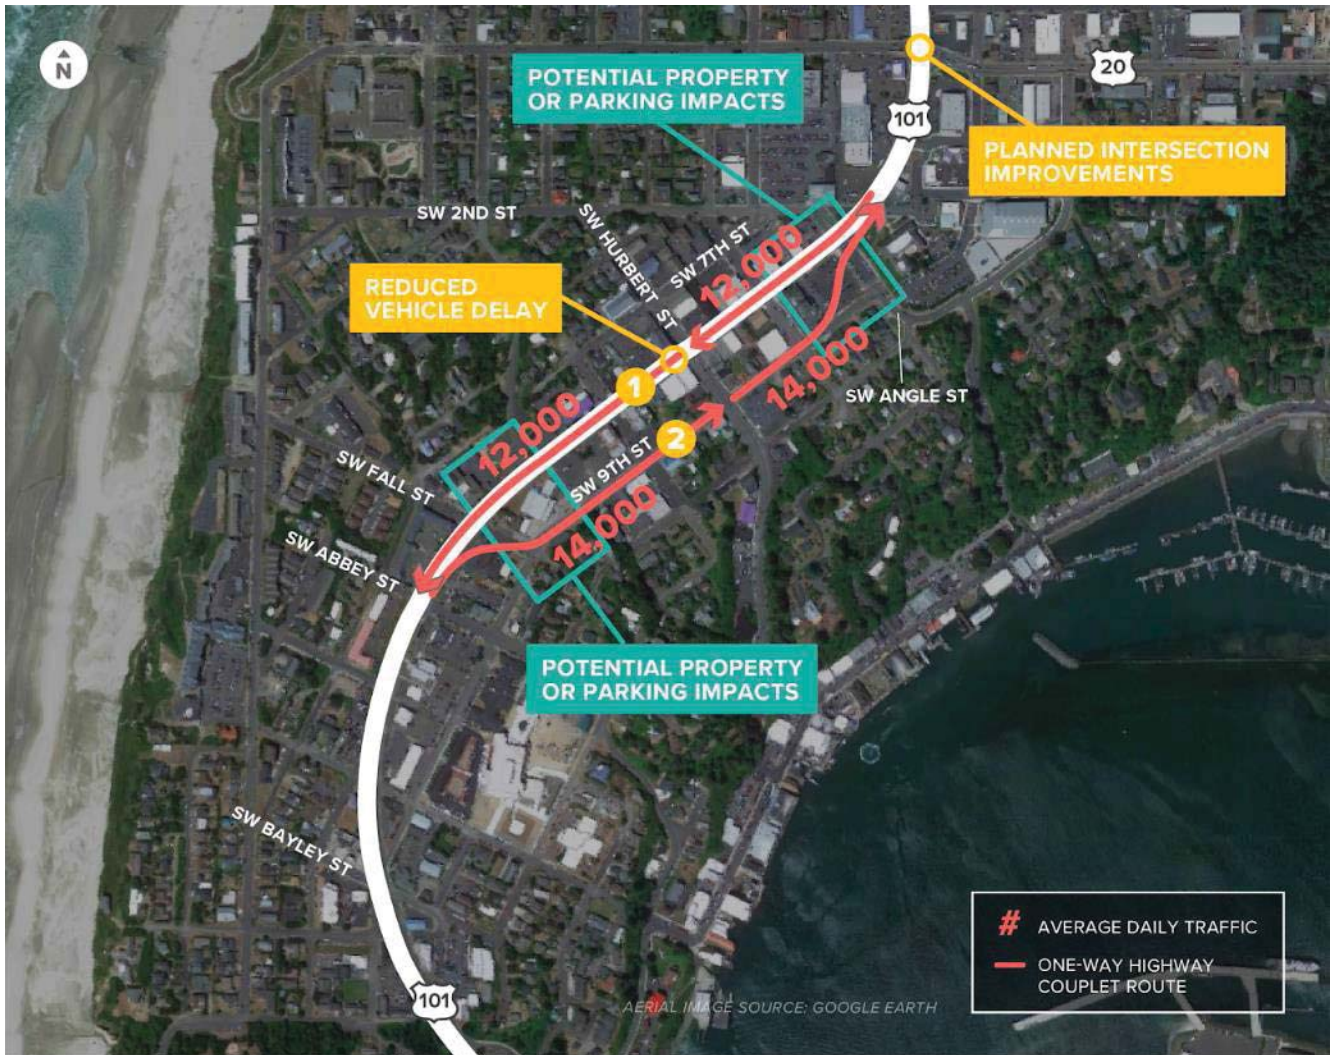 N
POTENTIAL PROPERTY
OR PARKING IMPACTS
20
101
PLANNED INTERSECTION
IMPROVEMENTS
SW 2ND ST
SW HURBERT ST
SW 7TH ST
12,000
REDUCED
VEHICLE DELAY
1
14,000
SW ANGLE ST
12,000
2
SW FALL ST
SW 9TH ST
14,000
SW ABBEY ST
POTENTIAL PROPERTY
OR PARKING IMPACTS
SW BAYLEY ST
101
# AVERAGE DAILY TRAFFIC
ONE-WAY HIGHWAY
COUPLET ROUTE
AERIAL IMAGE SOURCE: GOOGLE EARTH